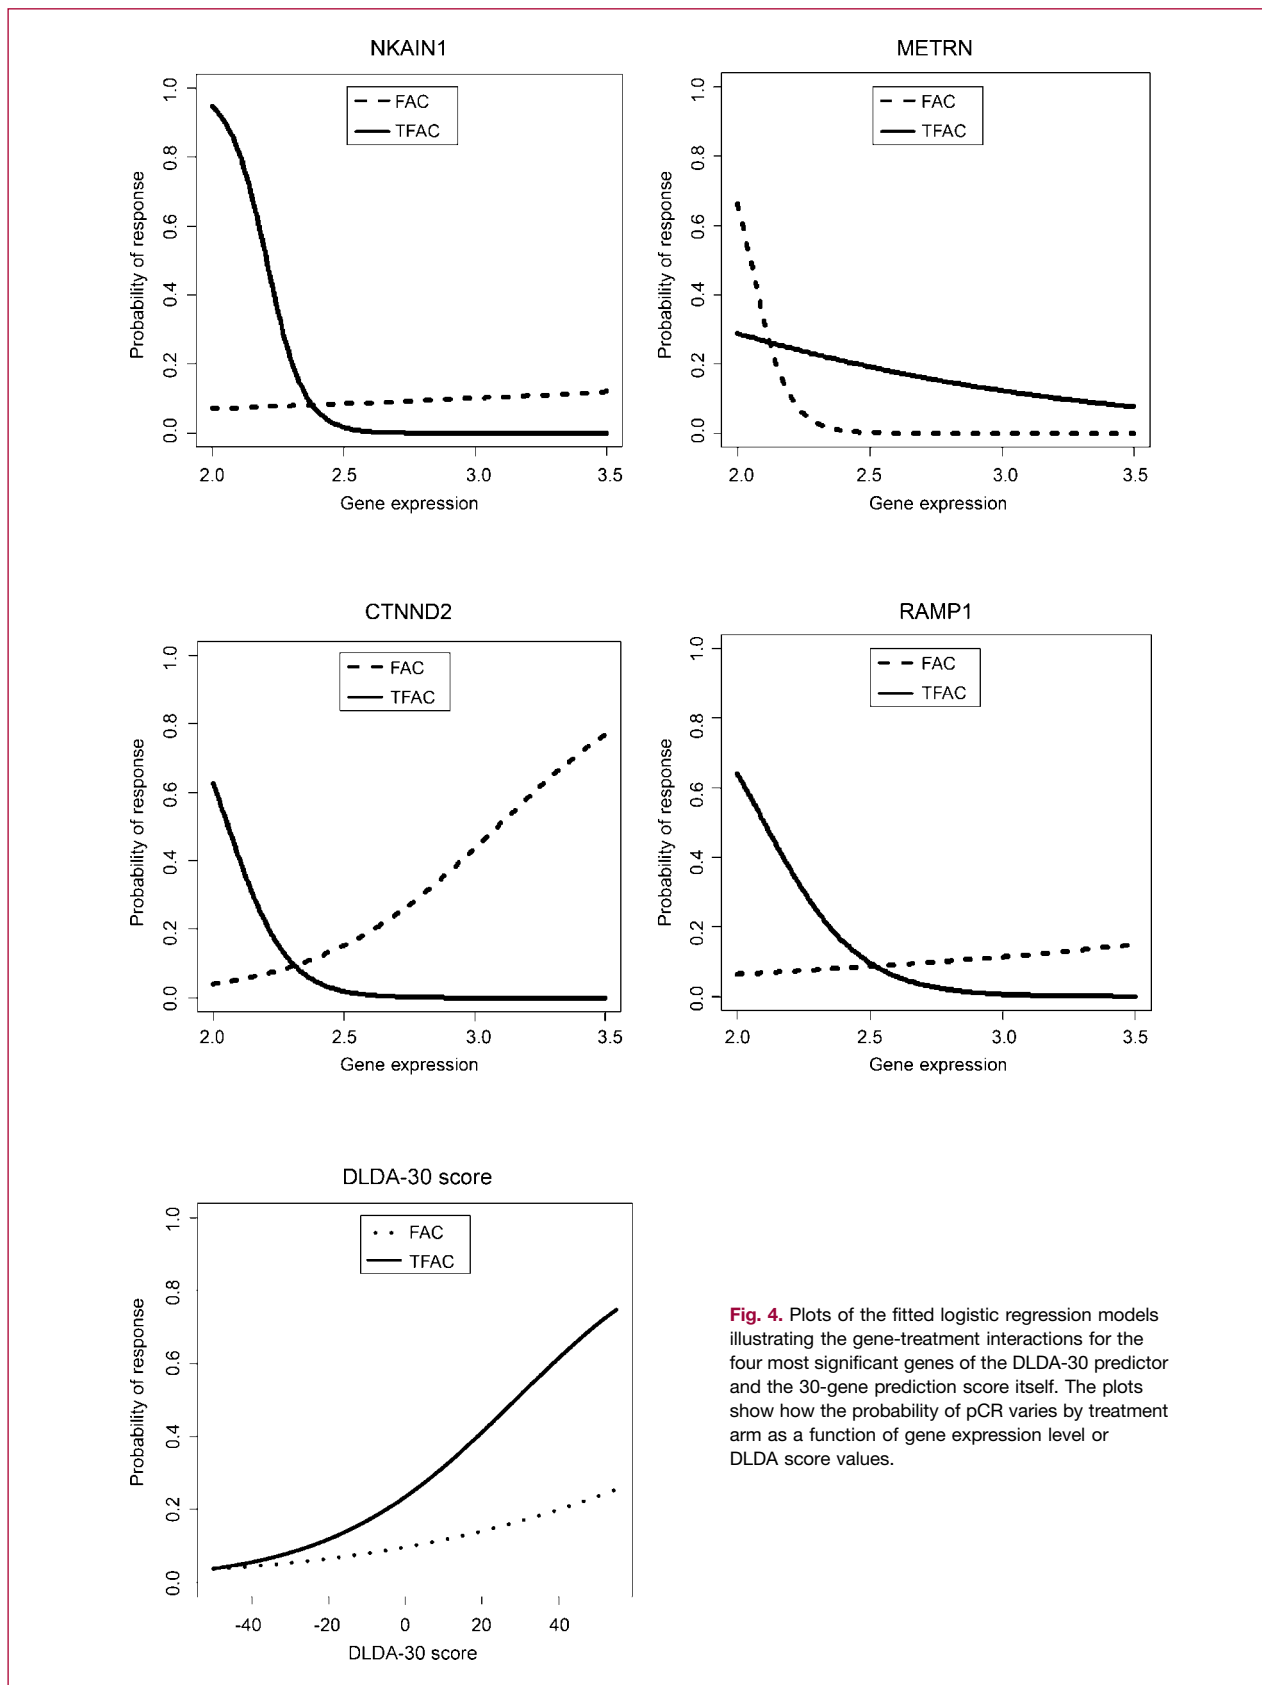 NKAIN1
FAC
TFAC
Probability of response
0.0 0.2 0.4 0.6 0.8 1.0
2.0 2.5 3.0 3.5
Gene expression
METRN
FAC
TFAC
Probability of response
0.0 0.2 0.4 0.6 0.8 1.0
2.0 2.5 3.0 3.5
Gene expression
CTNND2
FAC
TFAC
Probability of response
0.0 0.2 0.4 0.6 0.8 1.0
2.0 2.5 3.0 3.5
Gene expression
RAMP1
FAC
TFAC
Probability of response
0.0 0.2 0.4 0.6 0.8 1.0
2.0 2.5 3.0 3.5
Gene expression
DLDA-30 score
FAC
TFAC
Probability of response
0.0 0.2 0.4 0.6 0.8 1.0
-40 -20 0 20 40
DLDA-30 score
Fig. 4. Plots of the fitted logistic regression models
illustrating the gene-treatment interactions for the
four most significant genes of the DLDA-30 predictor
and the 30-gene prediction score itself. The plots
show how the probability of pCR varies by treatment
arm as a function of gene expression level or
DLDA score values.